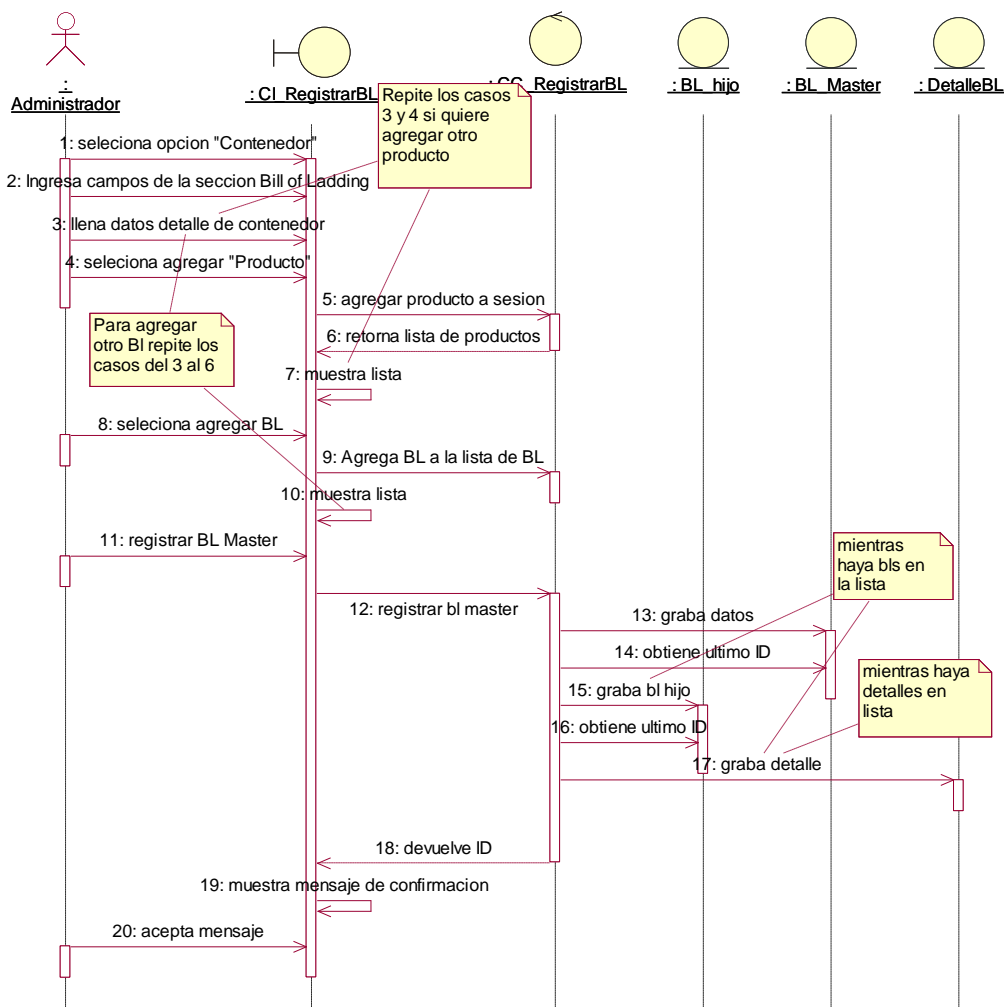 :
Administrador
: CI_RegistrarBL
: CC_RegistrarBL
: BL_hijo
: BL_Master
: DetalleBL
Repite los casos
3 y 4 si quiere
agregar otro
producto
1: seleciona opcion "Contenedor"
2: Ingresa campos de la seccion Bill of Ladding
3: llena datos detalle de contenedor
4: seleciona agregar "Producto"
5: agregar producto a sesion
Para agregar
otro Bl repite los
casos del 3 al 6
6: retorna lista de productos
7: muestra lista
8: seleciona agregar BL
9: Agrega BL a la lista de BL
10: muestra lista
11: registrar BL Master
mientras
haya bls en
la lista
12: registrar bl master
13: graba datos
14: obtiene ultimo ID
mientras haya
detalles en
lista
15: graba bl hijo
16: obtiene ultimo ID
17: graba detalle
18: devuelve ID
19: muestra mensaje de confirmacion
20: acepta mensaje